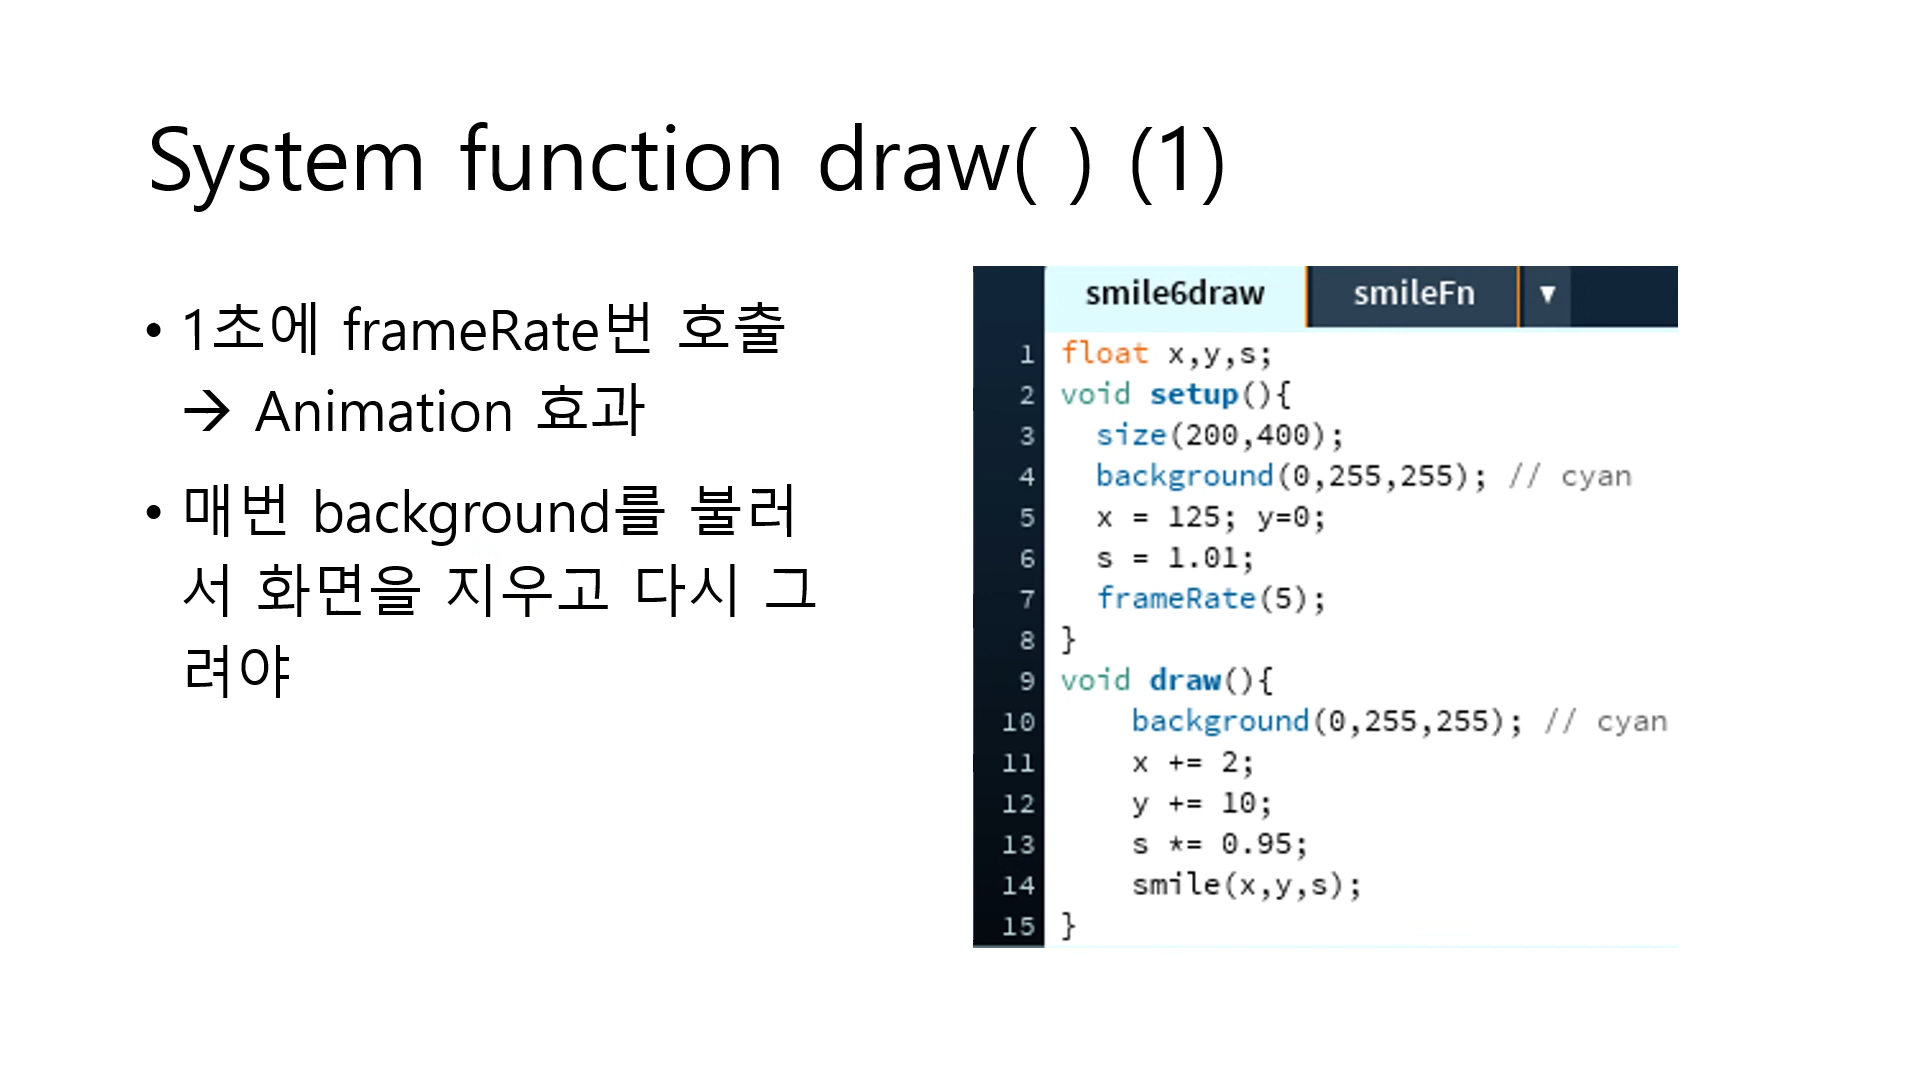 System function draw( ) (1)
• 1초에 frameRate번 호출
→ Animation 효과
• 매번 background를 불러
서 화면을 지우고 다시 그
려야
smile6draw smileFn ▼
1 float x,y,s;
2 void setup(){
3   size(200,400);
4   background(0,255,255); // cyan
5   x = 125; y=0;
6   s = 1.01;
7   frameRate(5);
8 }
9 void draw(){
10     background(0,255,255); // cyan
11     x += 2;
12     y += 10;
13     s *= 0.95;
14     smile(x,y,s);
15 }